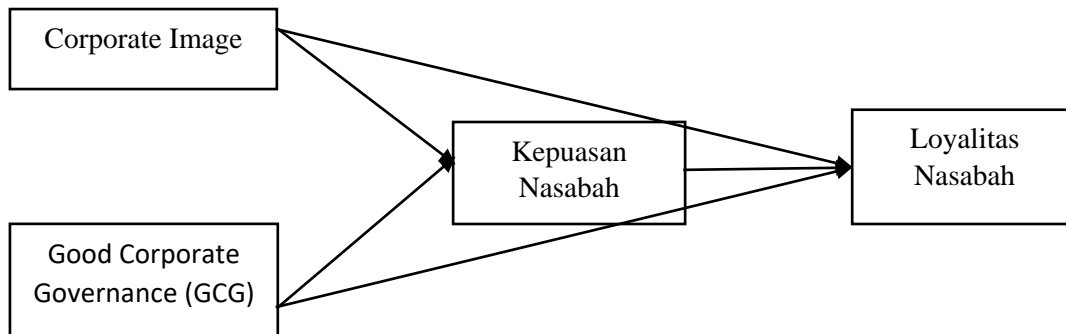 Corporate Image
Kepuasan
Nasabah
Loyalitas
Nasabah
Good Corporate
Governance (GCG)